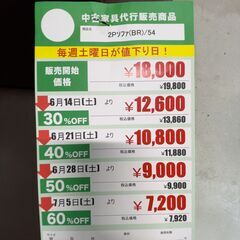 中古家具代行販売商品
商品名
2Pソファ(BR)/54
毎週土曜日が値下り日！
販売開始価格
¥18,000
税込価格 ¥19,800
6月14日(土)より
30%OFF
¥12,600
税込価格 ¥13,860
6月21日(土)より
40%OFF
¥10,800
税込価格 ¥11,880
6月28日(土)より
50%OFF
¥9,000
税込価格 ¥9,900
7月5日(土)より
60%OFF
¥7,200
税込価格 ¥7,920